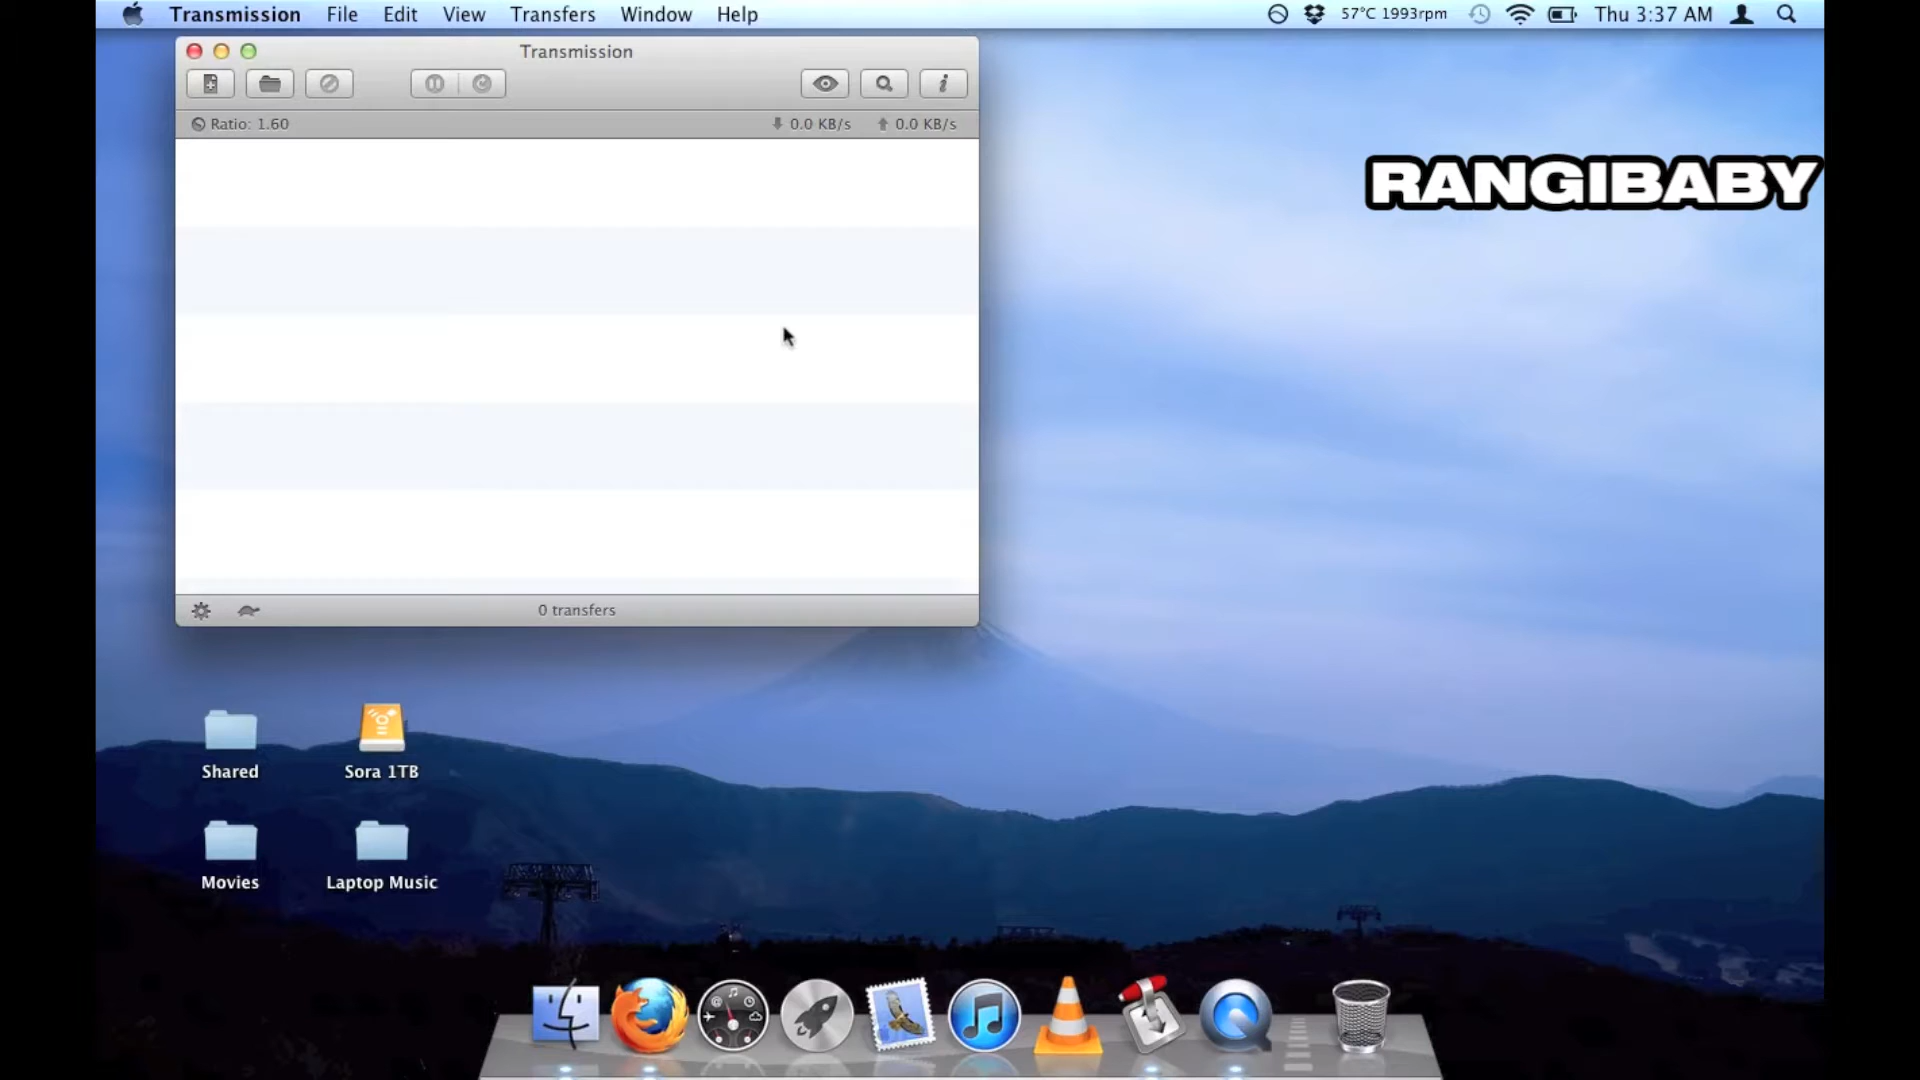 Transmission File Edit View Transfers Window Help 57°C 1993rpm Thu 3:37 AM
Transmission
Ratio: 1.60 0.0 KB/s 0.0 KB/s
RANGIBABY
0 transfers
Shared Sora 1TB
Movies Laptop Music